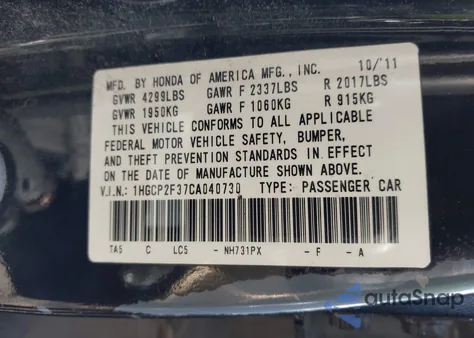 MFD. BY HONDA OF AMERICA MFG., INC. 10/'11
GVWR 4299LBS GAWR F 2337LBS R 2017LBS
GVWR 1950KG GAWR F 1060KG R 915KG
THIS VEHICLE CONFORMS TO ALL APPLICABLE
FEDERAL MOTOR VEHICLE SAFETY, BUMPER,
AND THEFT PREVENTION STANDARDS IN EFFECT
ON THE DATE OF MANUFACTURE SHOWN ABOVE.
V.I.N.: 1HGCP2F37CA040730 TYPE: PASSENGER CAR
TA5 C LC5 - NH731PX - F - A
autoSnap